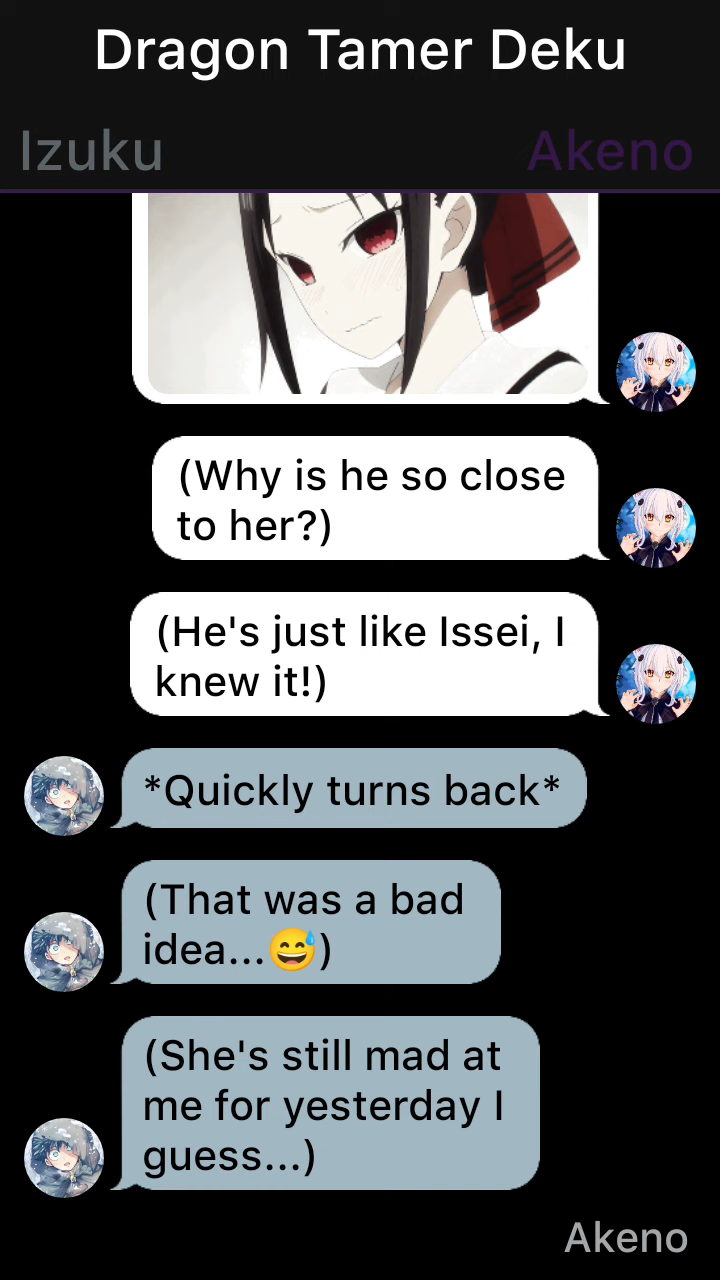 Dragon Tamer Deku
Izuku
Akeno
(Why is he so close
to her?)
(He's just like Issei, I
knew it!)
*Quickly turns back*
(That was a bad
idea...😅)
(She's still mad at
me for yesterday I
guess...)
Akeno